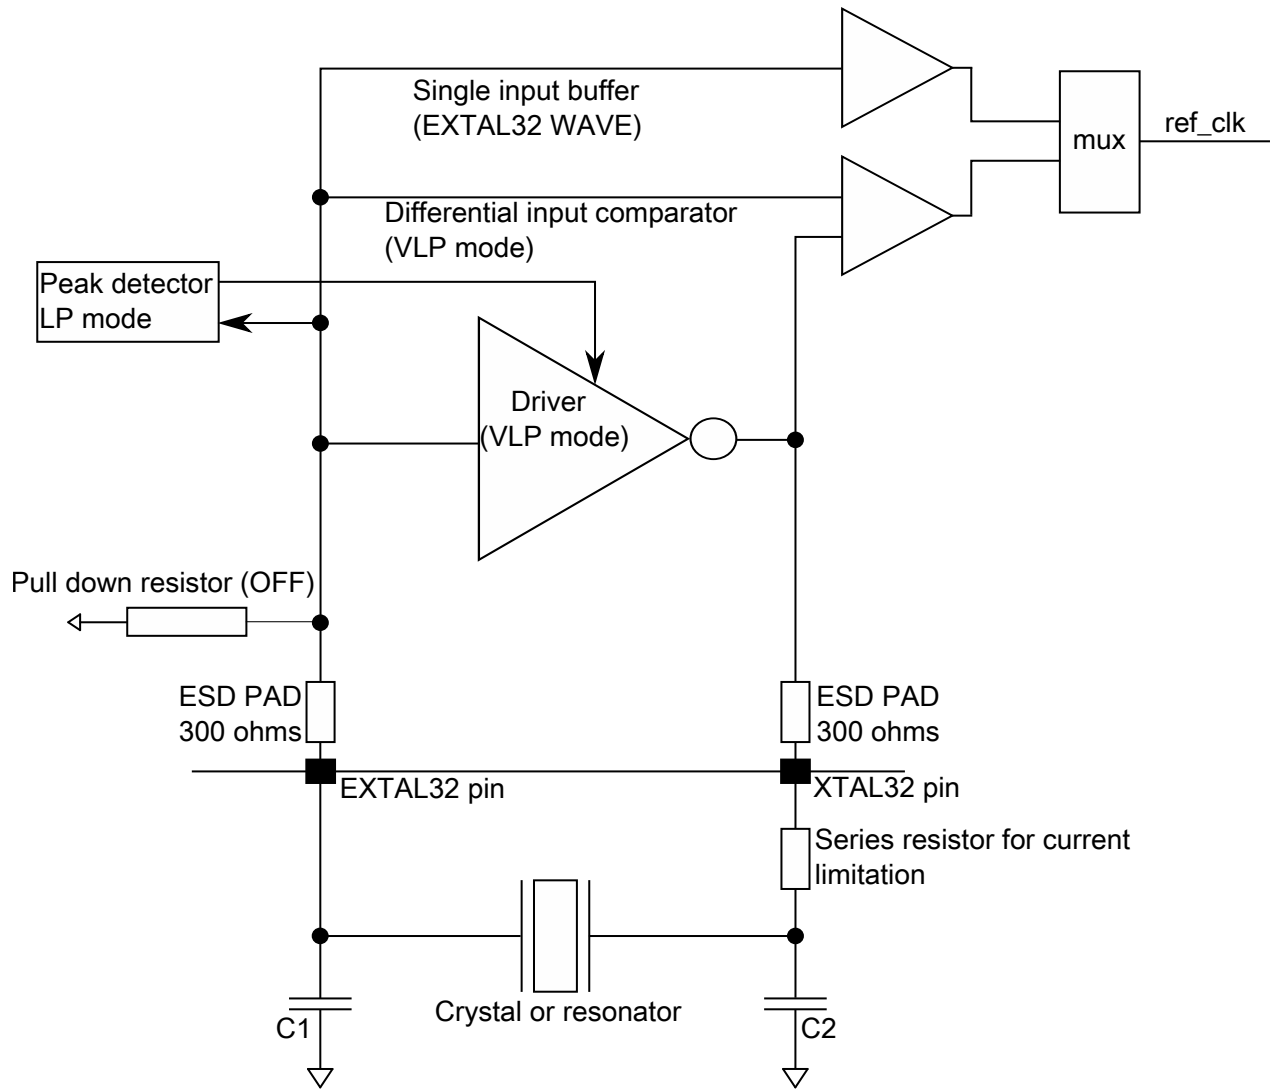 Single input buffer
(EXTAL32 WAVE)
mux
ref_clk
Differential input comparator
(VLP mode)
Peak detector
LP mode
Driver
(VLP mode)
Pull down resistor (OFF)
ESD PAD
300 ohms
ESD PAD
300 ohms
EXTAL32 pin
XTAL32 pin
Series resistor for current
limitation
Crystal or resonator
C1
C2